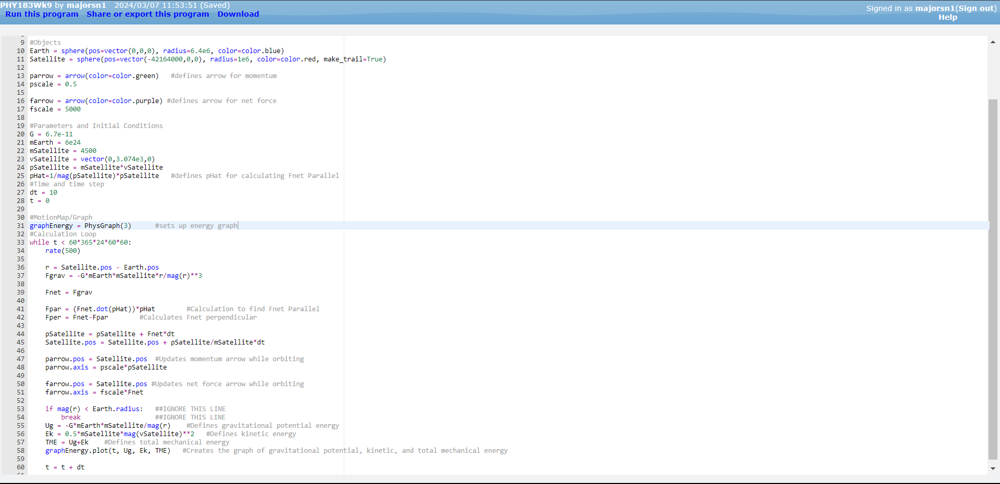 PHY183Wk9 by majorsn1 2024/03/07 11:53:51 (Saved)
Run this program Share or export this program Download
Signed in as majorsn1(Sign out)
Help
9 #Objects
10 Earth = sphere(pos=vector(0,0,0), radius=6.4e6, color=color.blue)
11 Satellite = sphere(pos=vector(-42164000,0,0), radius=1e6, color=color.red, make_trail=True)
12
13 parrow = arrow(color=color.green) #defines arrow for momentum
14 pscale = 0.5
15
16 farrow = arrow(color=color.purple) #defines arrow for net force
17 fscale = 5000
18
19 #Parameters and Initial Conditions
20 G = 6.7e-11
21 mEarth = 6e24
22 mSatellite = 4500
23 vSatellite = vector(0,3.074e3,0)
24 pSatellite = mSatellite*vSatellite
25 pHat=1/mag(pSatellite)*pSatellite #defines pHat for calculating Fnet Parallel
26 #Time and time step
27 dt = 10
28 t = 0
29
30 #MotionMap/Graph
31 graphEnergy = PhysGraph(3) #sets up energy graph
32 #Calculation Loop
33 while t < 60*365*24*60*60:
34 rate(500)
35
36 r = Satellite.pos - Earth.pos
37 Fgrav = -G*mEarth*mSatellite*r/mag(r)**3
38
39 Fnet = Fgrav
40
41 Fpar = (Fnet.dot(pHat))*pHat #Calculation to find Fnet Parallel
42 Fper = Fnet-Fpar #Calculates Fnet perpendicular
43
44 pSatellite = pSatellite + Fnet*dt
45 Satellite.pos = Satellite.pos + pSatellite/mSatellite*dt
46
47 parrow.pos = Satellite.pos #Updates momentum arrow while orbiting
48 parrow.axis = pscale*pSatellite
49
50 farrow.pos = Satellite.pos #Updates net force arrow while orbiting
51 farrow.axis = fscale*Fnet
52
53 if mag(r) < Earth.radius: ##IGNORE THIS LINE
54 break ##IGNORE THIS LINE
55 Ug = -G*mEarth*mSatellite/mag(r) #Defines gravitational potential energy
56 Ek = 0.5*mSatellite*mag(vSatellite)**2 #Defines kinetic energy
57 TME = Ug+Ek #Defines total mechanical energy
58 graphEnergy.plot(t, Ug, Ek, TME) #Creates the graph of gravitational potential, kinetic, and total mechanical energy
59
60 t = t + dt